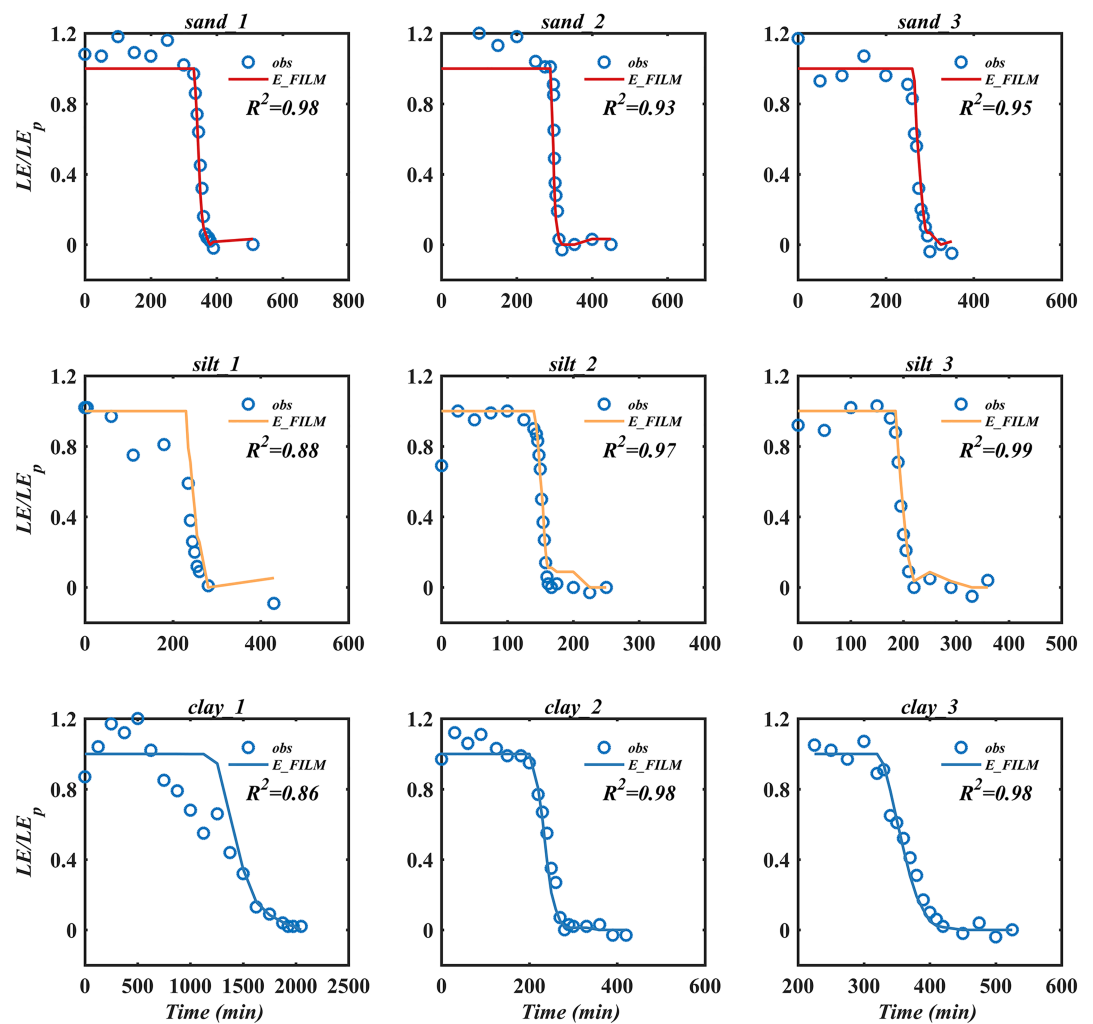 sand_1
sand_2
sand_3
LE/LEp
1.2
0.8
0.4
0
obs
E_FILM
R²=0.98
0 200 400 600 800
1.2
0.8
0.4
0
obs
E_FILM
R²=0.93
0 200 400 600
1.2
0.8
0.4
0
obs
E_FILM
R²=0.95
0 200 400 600
silt_1
silt_2
silt_3
LE/LEp
1.2
0.8
0.4
0
obs
E_FILM
R²=0.88
0 200 400 600
1.2
0.8
0.4
0
obs
E_FILM
R²=0.97
0 100 200 300 400
1.2
0.8
0.4
0
obs
E_FILM
R²=0.99
0 100 200 300 400 500
clay_1
clay_2
clay_3
LE/LEp
1.2
0.8
0.4
0
obs
E_FILM
R²=0.86
0 500 1000 1500 2000 2500
Time (min)
1.2
0.8
0.4
0
obs
E_FILM
R²=0.98
0 200 400 600
Time (min)
1.2
0.8
0.4
0
obs
E_FILM
R²=0.98
200 300 400 500 600
Time (min)